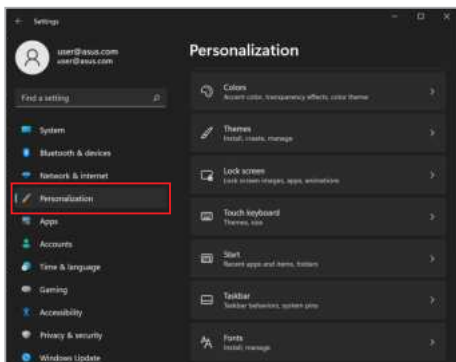 Settings
user@asus.com
user@asus.com
Find a setting
System
Bluetooth & devices
Network & internet
Personalization
Apps
Accounts
Time & language
Gaming
Accessibility
Privacy & security
Windows Update
Personalization
Colors
Accent color, transparency effects, color theme
Themes
Install, create, manage
Lock screen
Lock screen images, apps, animations
Touch keyboard
Themes, size
Start
Recent apps and items, folders
Taskbar
Taskbar behaviors, system pins
Fonts
Install, manage